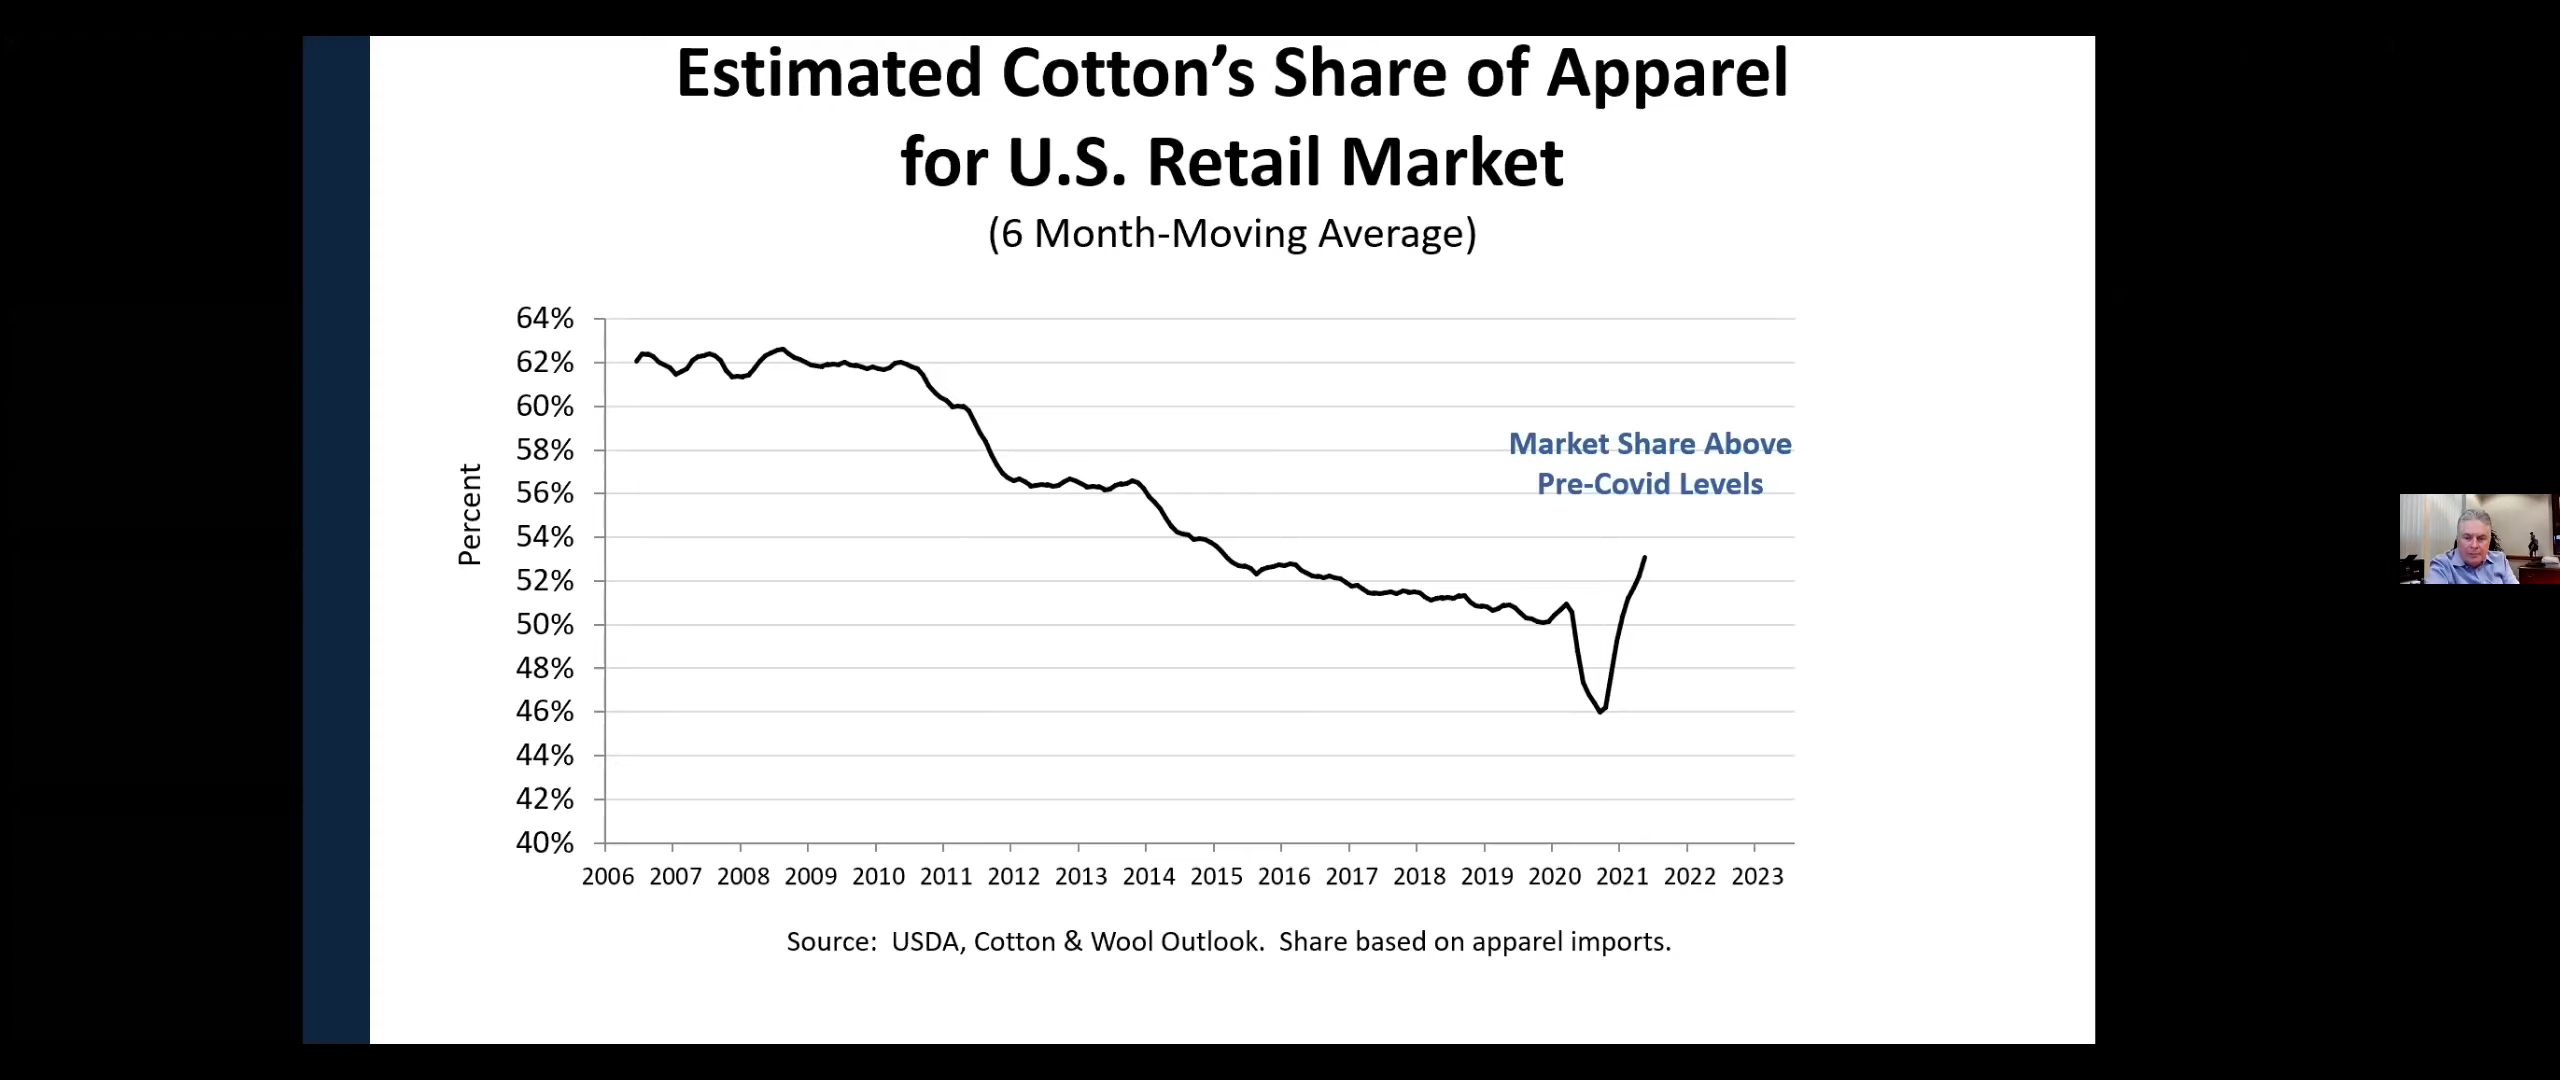 Estimated Cotton’s Share of Apparel
for U.S. Retail Market
(6 Month-Moving Average)
64%
62%
60%
58%
56%
54%
52%
50%
48%
46%
44%
42%
40%
Percent
Market Share Above
Pre-Covid Levels
2006 2007 2008 2009 2010 2011 2012 2013 2014 2015 2016 2017 2018 2019 2020 2021 2022 2023
Source:  USDA, Cotton & Wool Outlook.  Share based on apparel imports.